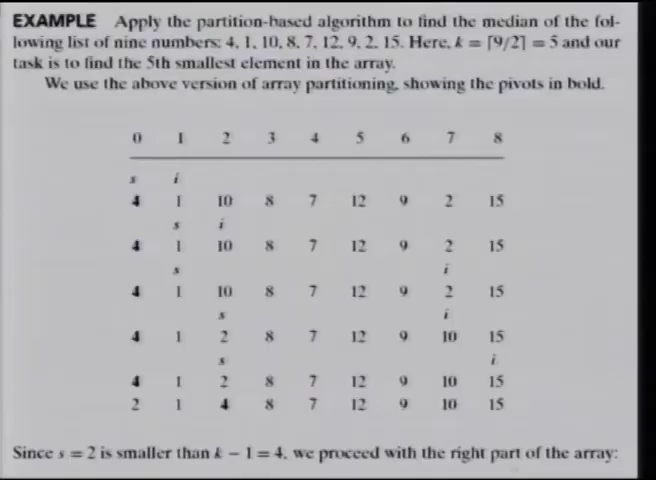 EXAMPLE Apply the partition-based algorithm to find the median of the fol-
lowing list of nine numbers: 4, 1, 10, 8, 7, 12, 9, 2, 15. Here, k = ⌈9/2⌉ = 5 and our
task is to find the 5th smallest element in the array.
We use the above version of array partitioning, showing the pivots in bold.
0 1 2 3 4 5 6 7 8
s i
4 1 10 8 7 12 9 2 15
s i
4 1 10 8 7 12 9 2 15
s i
4 1 10 8 7 12 9 2 15
s i
4 1 2 8 7 12 9 10 15
s i
4 1 2 8 7 12 9 10 15
2 1 4 8 7 12 9 10 15
Since s = 2 is smaller than k − 1 = 4, we proceed with the right part of the array: